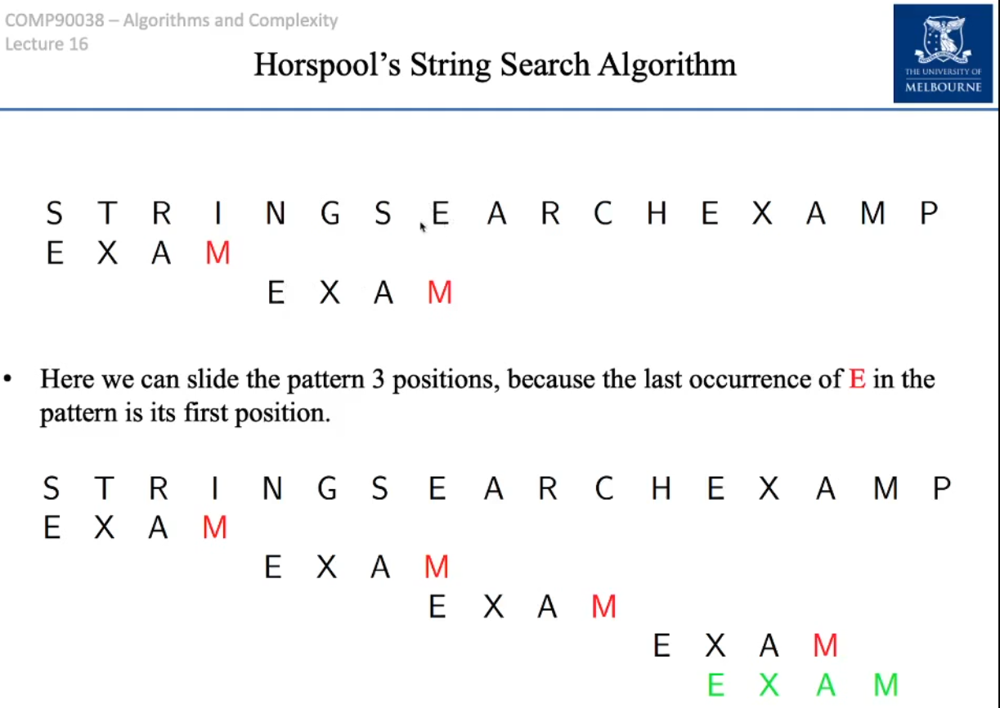 COMP90038 – Algorithms and Complexity
Lecture 16
Horspool’s String Search Algorithm
THE UNIVERSITY OF
MELBOURNE
S T R I N G S E A R C H E X A M P
E X A M
E X A M
• Here we can slide the pattern 3 positions, because the last occurrence of E in the
pattern is its first position.
S T R I N G S E A R C H E X A M P
E X A M
E X A M
E X A M
E X A M
E X A M